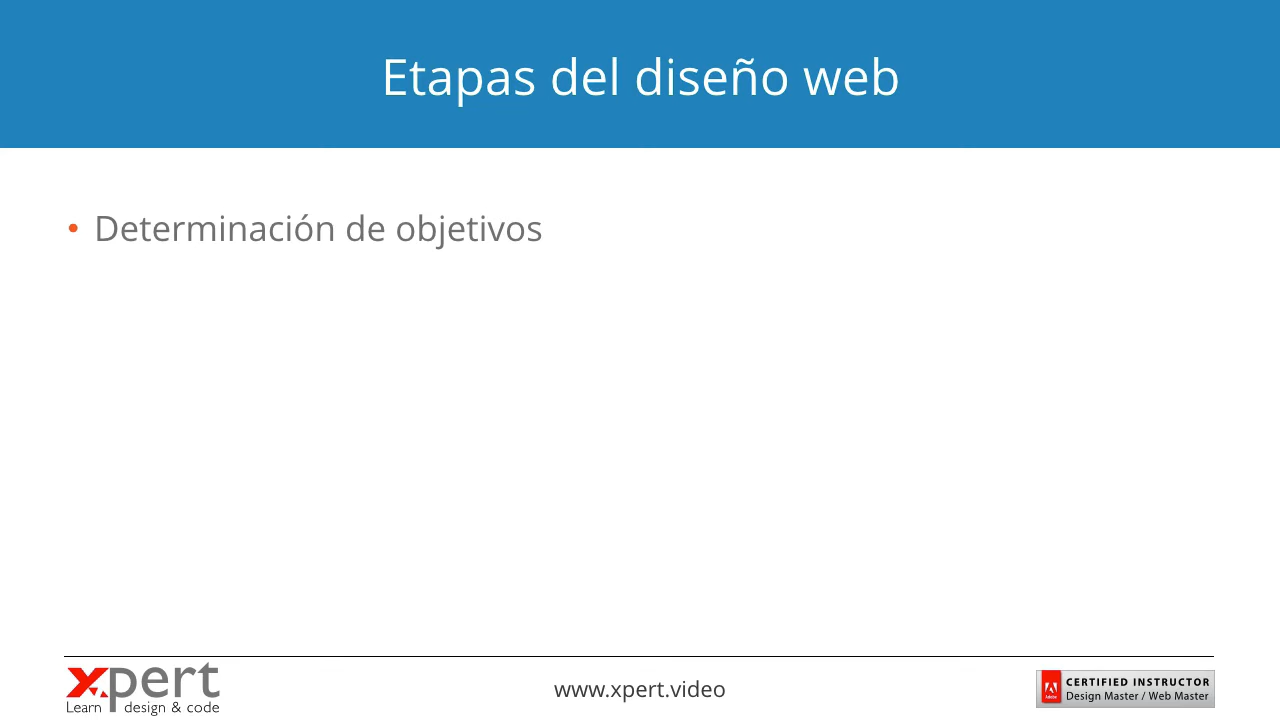 Etapas del diseño web
• Determinación de objetivos
xpert
Learn design & code
www.xpert.video
Adobe
CERTIFIED INSTRUCTOR
Design Master / Web Master